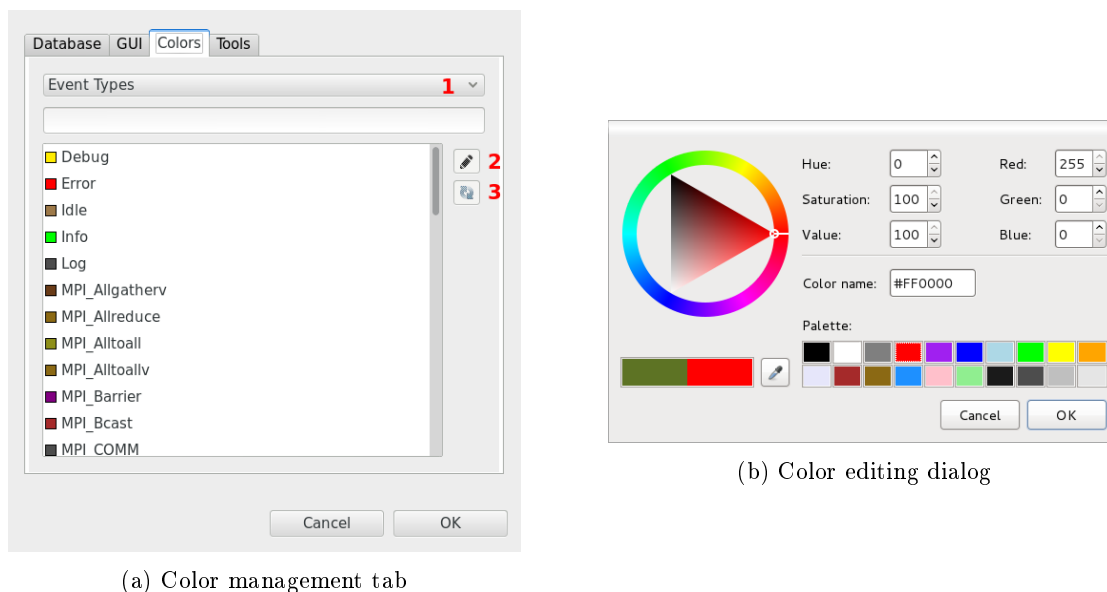 Database GUI Colors Tools
Event Types 1
Debug
2
Error
3
Idle
Info
Log
MPI_Allgatherv
MPI_Allreduce
MPI_Alltoall
MPI_Alltoallv
MPI_Barrier
MPI_Bcast
MPI_COMM
Cancel OK
(a) Color management tab
Hue: 0 Red: 255
Saturation: 100 Green: 0
Value: 100 Blue: 0
Color name: #FF0000
Palette:
Cancel OK
(b) Color editing dialog